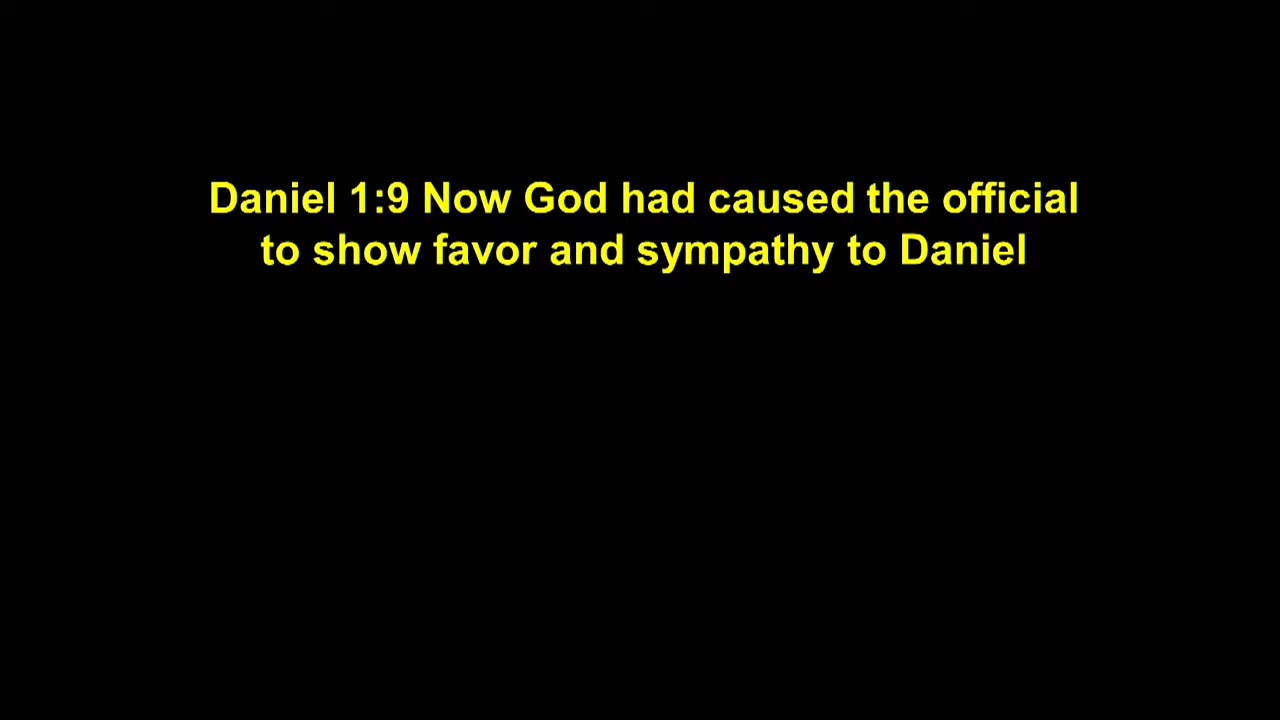 Daniel 1:9 Now God had caused the official
to show favor and sympathy to Daniel